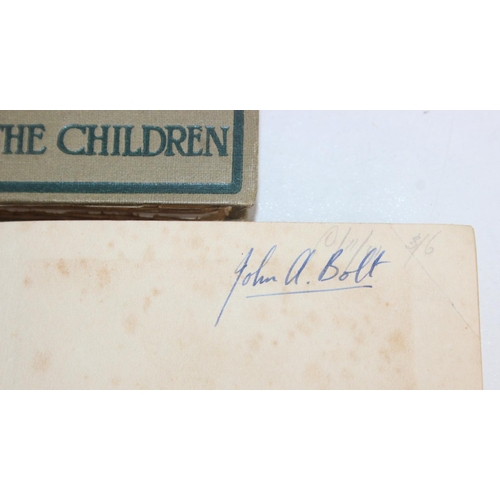 THE CHILDREN
John A. Bolt